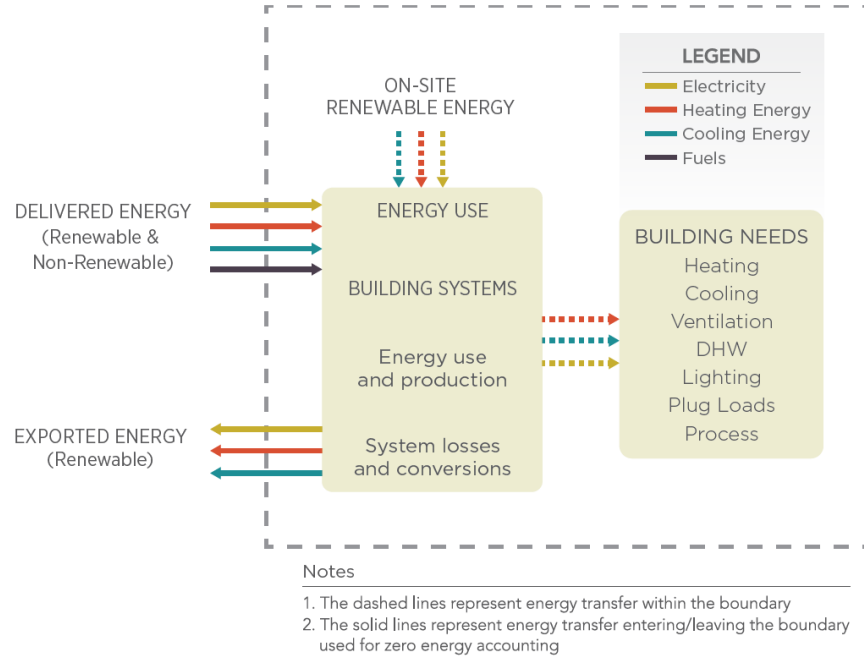 LEGEND
Electricity
Heating Energy
Cooling Energy
Fuels
ON-SITE
RENEWABLE ENERGY
DELIVERED ENERGY
(Renewable &
Non-Renewable)
ENERGY USE
BUILDING SYSTEMS
Energy use
and production
System losses
and conversions
BUILDING NEEDS
Heating
Cooling
Ventilation
DHW
Lighting
Plug Loads
Process
EXPORTED ENERGY
(Renewable)
Notes
1. The dashed lines represent energy transfer within the boundary
2. The solid lines represent energy transfer entering/leaving the boundary
used for zero energy accounting